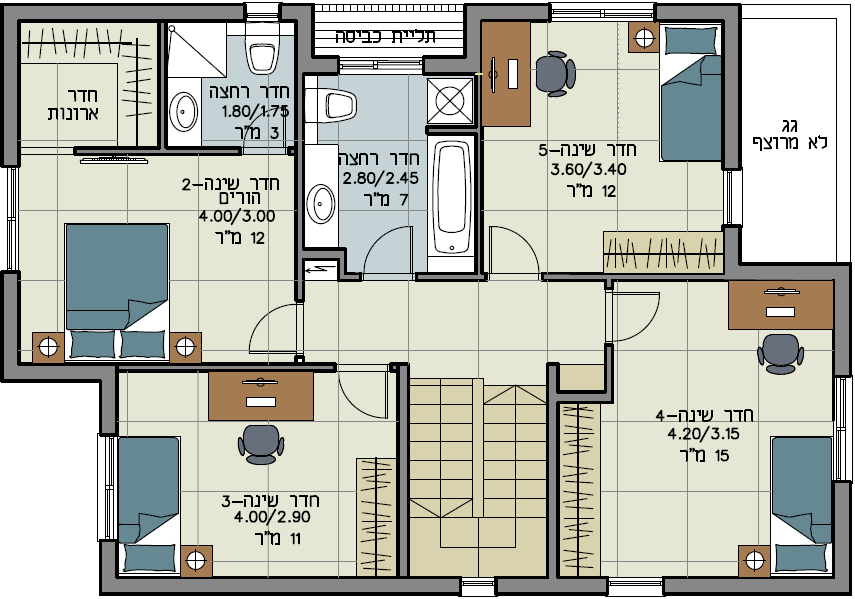 תליית כביסה
חדר
ארונות
חדר רחצה
1.80/1.75
3 מ"ר
חדר רחצה
2.80/2.45
7 מ"ר
חדר שינה-5
3.60/3.40
12 מ"ר
גג
לא מרוצף
חדר שינה-2
הורים
4.00/3.00
12 מ"ר
חדר שינה-4
4.20/3.15
15 מ"ר
חדר שינה-3
4.00/2.90
11 מ"ר